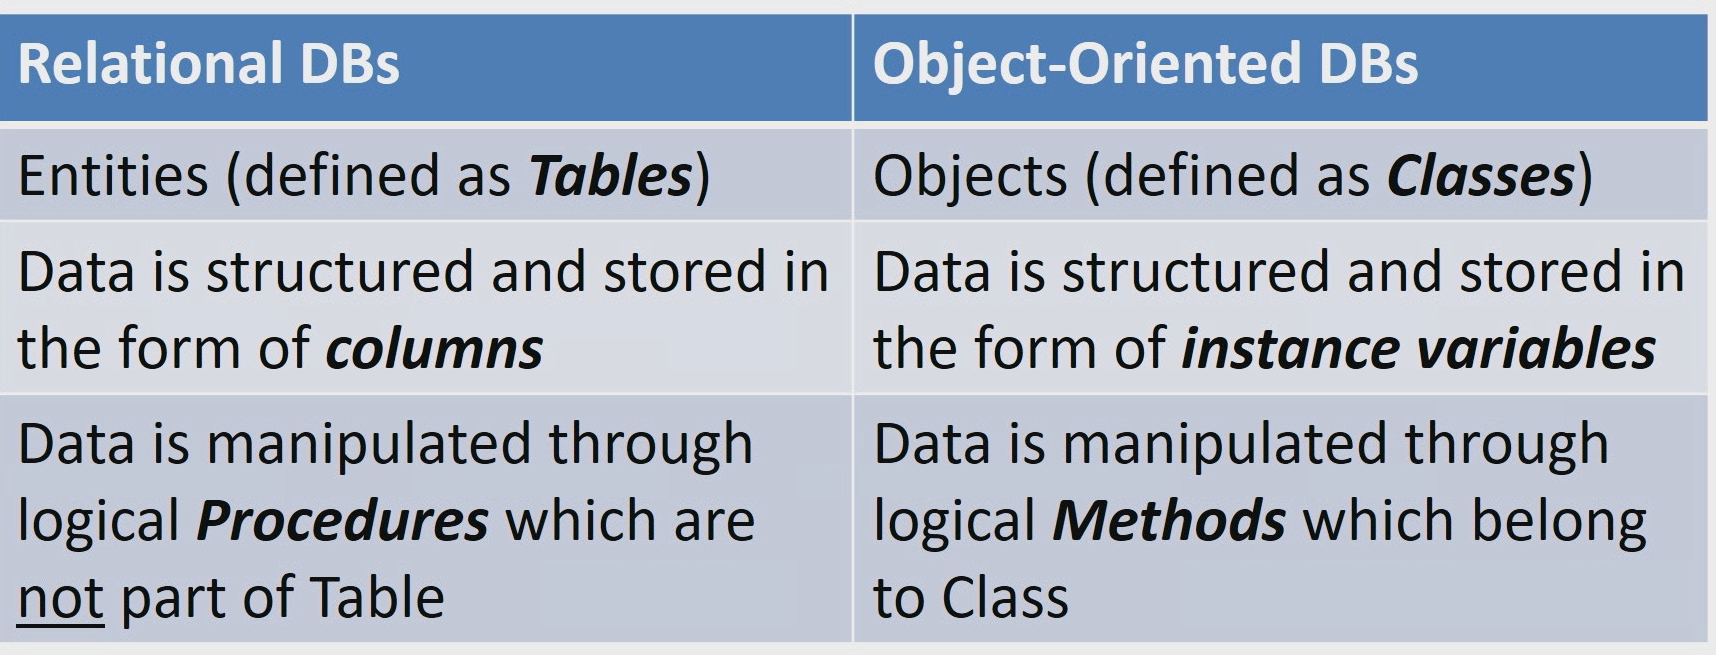 Relational DBs
Object-Oriented DBs
Entities (defined as Tables)
Objects (defined as Classes)
Data is structured and stored in
the form of columns
Data is structured and stored in
the form of instance variables
Data is manipulated through
logical Procedures which are
not part of Table
Data is manipulated through
logical Methods which belong
to Class